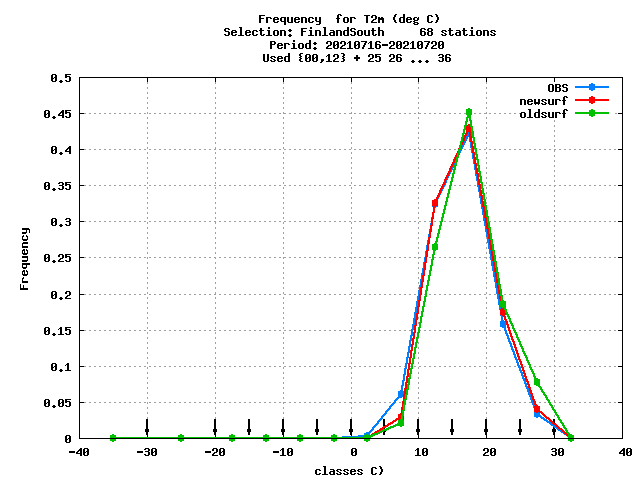 Frequency  for T2m (deg C)
Selection: FinlandSouth     68 stations
Period: 20210716-20210720
Used {00,12} + 25 26 ... 36
OBS
newsurf
oldsurf
0.5
0.45
0.4
0.35
0.3
0.25
0.2
0.15
0.1
0.05
0
Frequency
-40 -30 -20 -10 0 10 20 30 40
classes C)